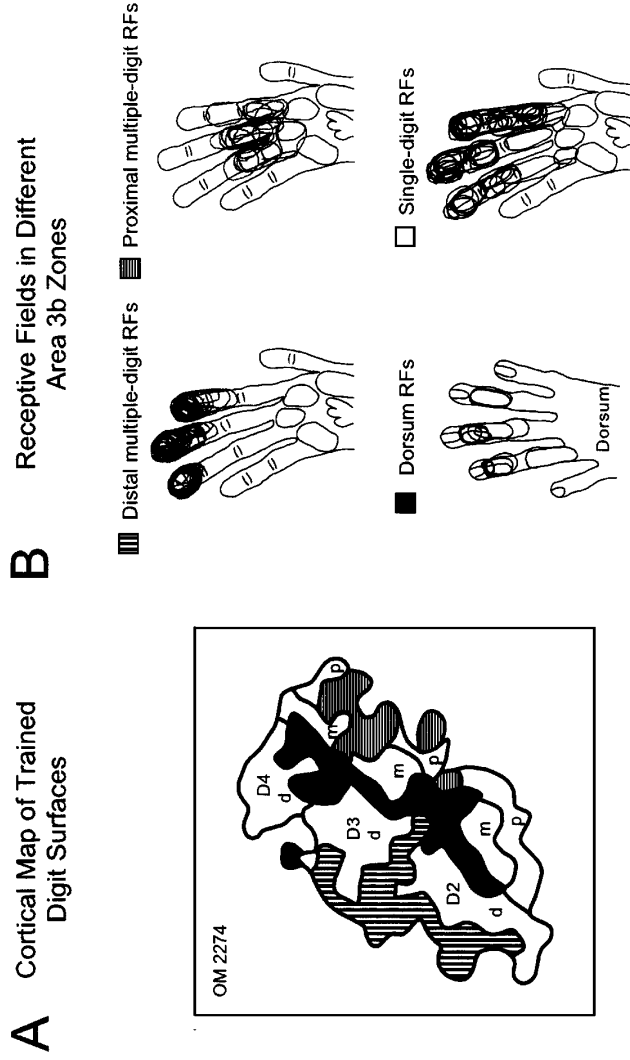 A
Cortical Map of Trained
Digit Surfaces
OM 2274
D4
d
D3
d
D2
d
m
p
m
p
m
p
B
Receptive Fields in Different
Area 3b Zones
Distal multiple-digit RFs
Proximal multiple-digit RFs
Dorsum RFs
Dorsum
Single-digit RFs